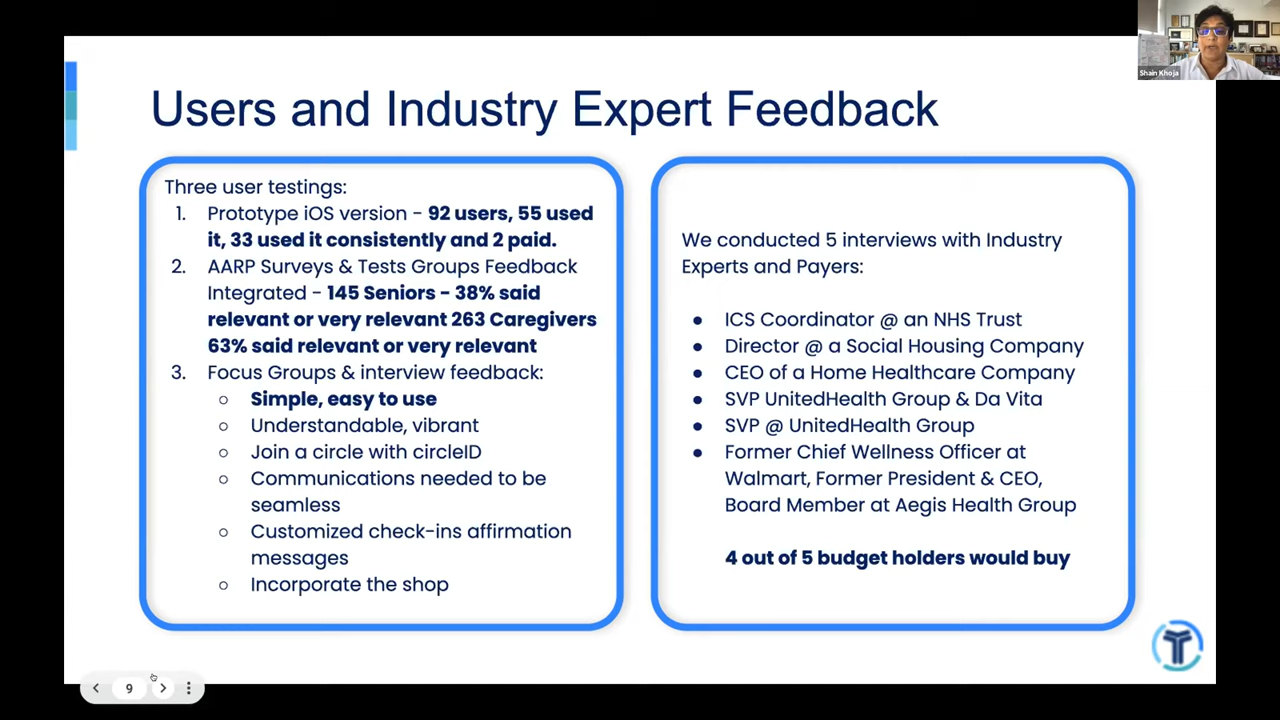 Shain Khoja
Users and Industry Expert Feedback
Three user testings:
1. Prototype iOS version - 92 users, 55 used
it, 33 used it consistently and 2 paid.
2. AARP Surveys & Tests Groups Feedback
Integrated - 145 Seniors - 38% said
relevant or very relevant 263 Caregivers
63% said relevant or very relevant
3. Focus Groups & interview feedback:
○ Simple, easy to use
○ Understandable, vibrant
○ Join a circle with circleID
○ Communications needed to be
seamless
○ Customized check-ins affirmation
messages
○ Incorporate the shop
We conducted 5 interviews with Industry
Experts and Payers:
● ICS Coordinator @ an NHS Trust
● Director @ a Social Housing Company
● CEO of a Home Healthcare Company
● SVP UnitedHealth Group & Da Vita
● SVP @ UnitedHealth Group
● Former Chief Wellness Officer at
Walmart, Former President & CEO,
Board Member at Aegis Health Group
4 out of 5 budget holders would buy
9